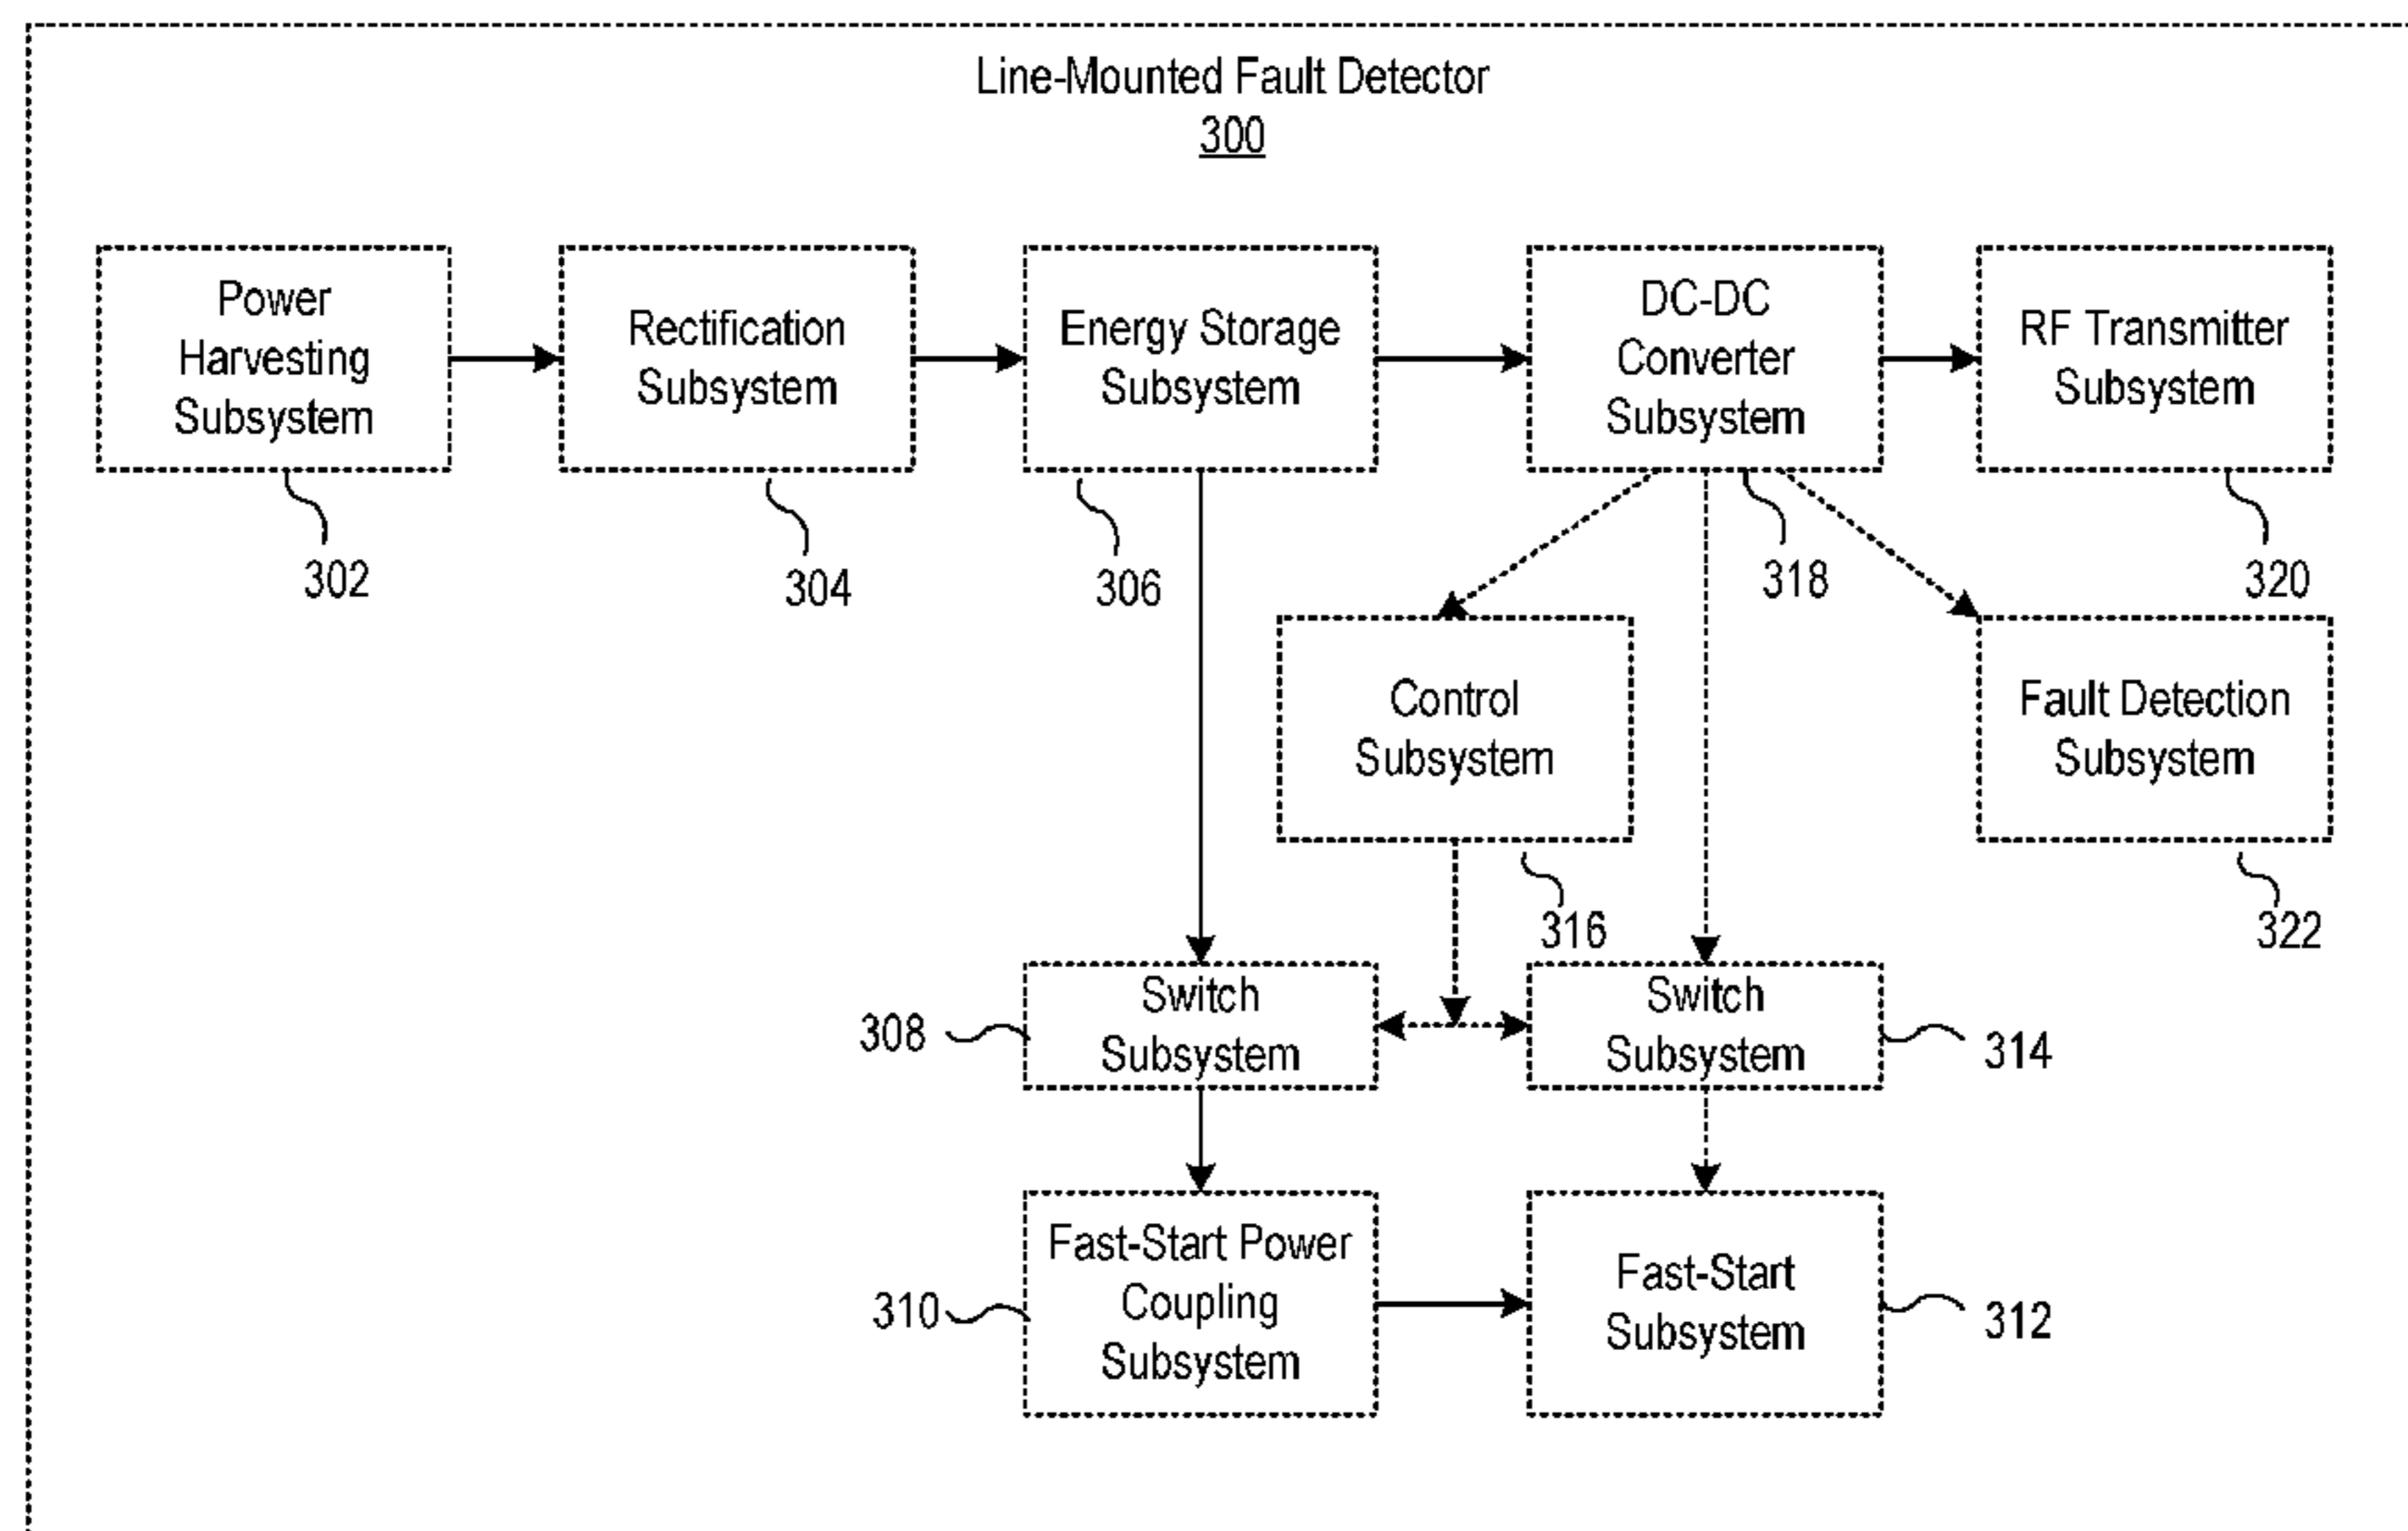 Line-Mounted Fault Detector
300
Power
Harvesting
Subsystem
Rectification
Subsystem
Energy Storage
Subsystem
DC-DC
Converter
Subsystem
RF Transmitter
Subsystem
302
304
306
318
320
Control
Subsystem
Fault Detection
Subsystem
316
322
308
Switch
Subsystem
Switch
Subsystem
314
310
Fast-Start Power
Coupling
Subsystem
Fast-Start
Subsystem
312